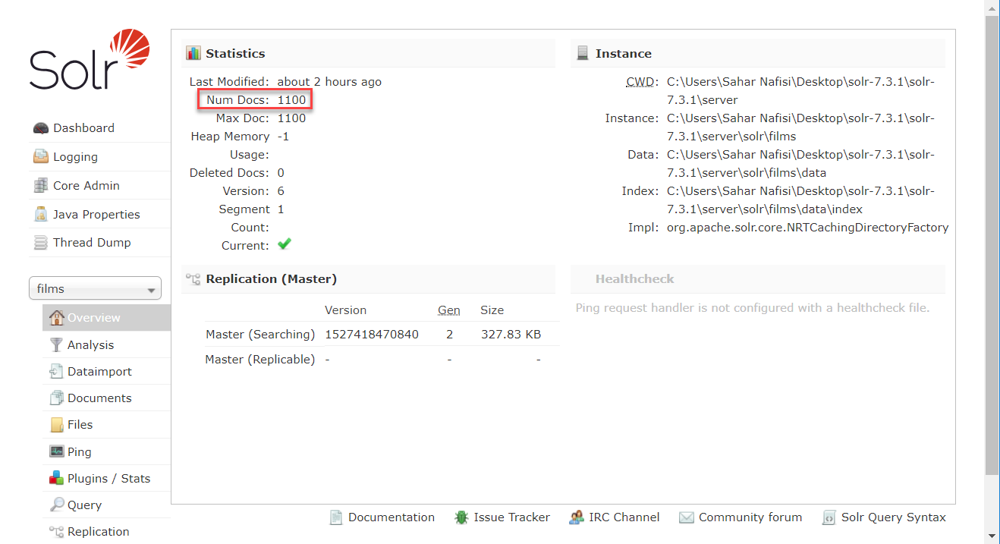 Solr
Dashboard
Logging
Core Admin
Java Properties
Thread Dump
films
Overview
Analysis
Dataimport
Documents
Files
Ping
Plugins / Stats
Query
Replication
Statistics
Last Modified: about 2 hours ago
Num Docs: 1100
Max Doc: 1100
Heap Memory -1
Usage:
Deleted Docs: 0
Version: 6
Segment 1
Count:
Current:
Instance
CWD: C:\Users\Sahar Nafisi\Desktop\solr-7.3.1\solr-
7.3.1\server
Instance: C:\Users\Sahar Nafisi\Desktop\solr-7.3.1\solr-
7.3.1\server\solr\films
Data: C:\Users\Sahar Nafisi\Desktop\solr-7.3.1\solr-
7.3.1\server\solr\films\data
Index: C:\Users\Sahar Nafisi\Desktop\solr-7.3.1\solr-
7.3.1\server\solr\films\data\index
Impl: org.apache.solr.core.NRTCachingDirectoryFactory
Replication (Master)
Version Gen Size
Master (Searching) 1527418470840 2 327.83 KB
Master (Replicable) - - -
Healthcheck
Ping request handler is not configured with a healthcheck file.
Documentation Issue Tracker IRC Channel Community forum Solr Query Syntax